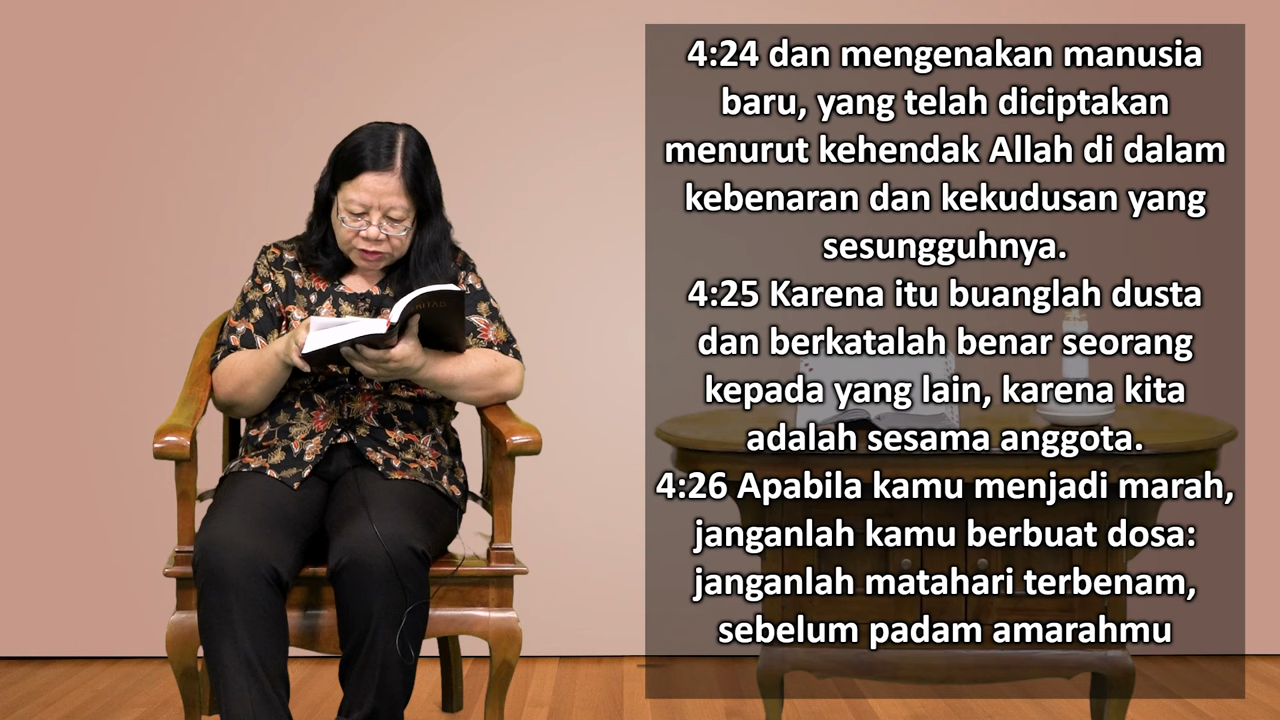 4:24 dan mengenakan manusia
baru, yang telah diciptakan
menurut kehendak Allah di dalam
kebenaran dan kekudusan yang
sesungguhnya.
4:25 Karena itu buanglah dusta
dan berkatalah benar seorang
kepada yang lain, karena kita
adalah sesama anggota.
4:26 Apabila kamu menjadi marah,
janganlah kamu berbuat dosa:
janganlah matahari terbenam,
sebelum padam amarahmu